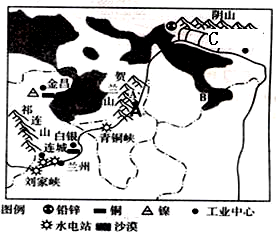 阴山
C
金昌
贺兰山
A
B
祁连山
白银
连城
青铜峡
兰州
刘家峡
图例 铅锌 铜 镍 工业中心
水电站 沙漠